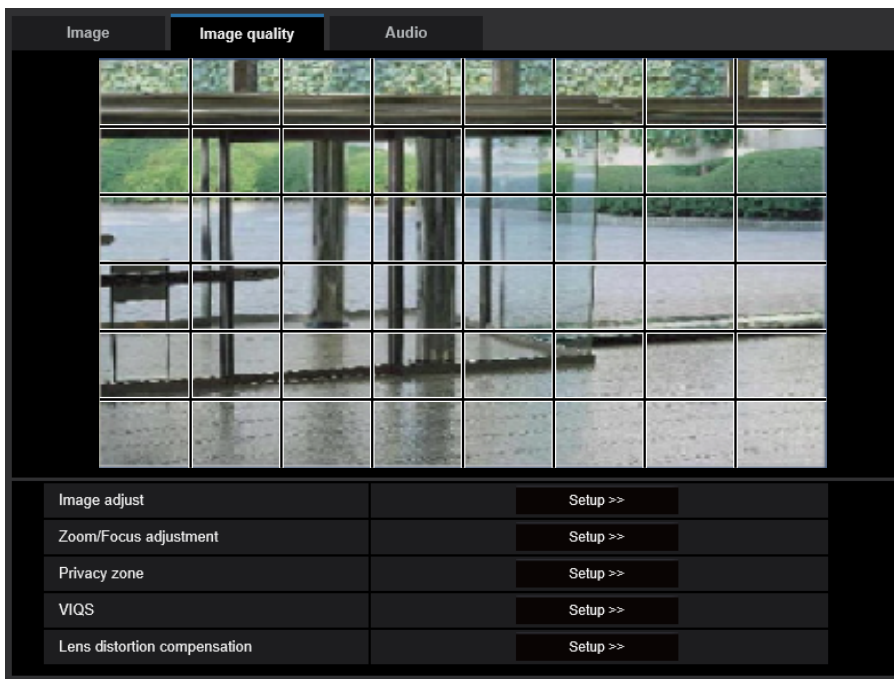 Image Image quality Audio
Image adjust Setup >>
Zoom/Focus adjustment Setup >>
Privacy zone Setup >>
VIQS Setup >>
Lens distortion compensation Setup >>